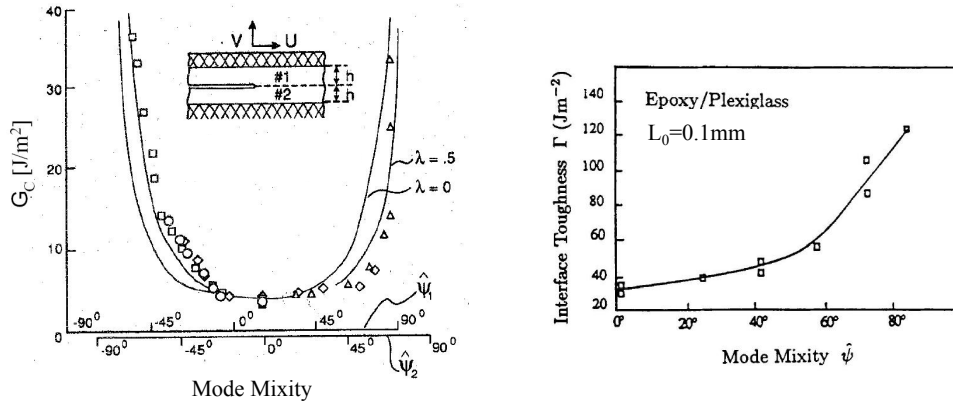 40
30
20
10
0
G_C [J/m²]
V U
#1
#2
h
h
λ = .5
λ = 0
ψ̂₁
-90° -45° 0 45° 90°
-90° -45° 0° 45° 90°
ψ̂₂
Mode Mixity
Epoxy/Plexiglass
L₀=0.1mm
Interface Toughness Γ (Jm⁻²)
140
120
100
80
60
40
20
0° 20° 40° 60° 80°
Mode Mixity ψ̂